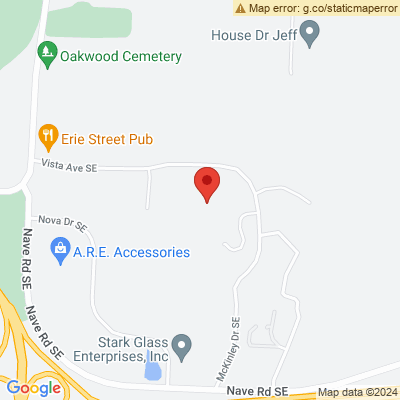 Map error: g.co/staticmaperror
House Dr Jeff
Oakwood Cemetery
Erie Street Pub
Vista Ave SE
Nova Dr SE
Nave Rd SE
A.R.E. Accessories
Nave Rd SE
McKinley Dr SE
Stark Glass
Enterprises, Inc
Nave Rd SE
Google
Map data ©2024